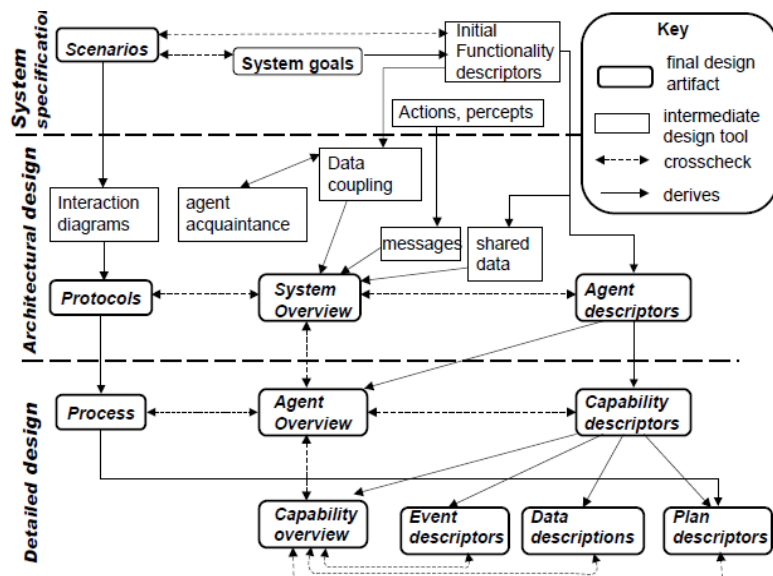 System
specification
Scenarios
System goals
Initial
Functionality
descriptors
Actions, percepts
Key
final design
artifact
intermediate
design tool
crosscheck
derives
Architectural design
Interaction
diagrams
agent
acquaintance
Data
coupling
messages
shared
data
Protocols
System
Overview
Agent
descriptors
Detailed design
Process
Agent
Overview
Capability
descriptors
Capability
overview
Event
descriptors
Data
descriptions
Plan
descriptors